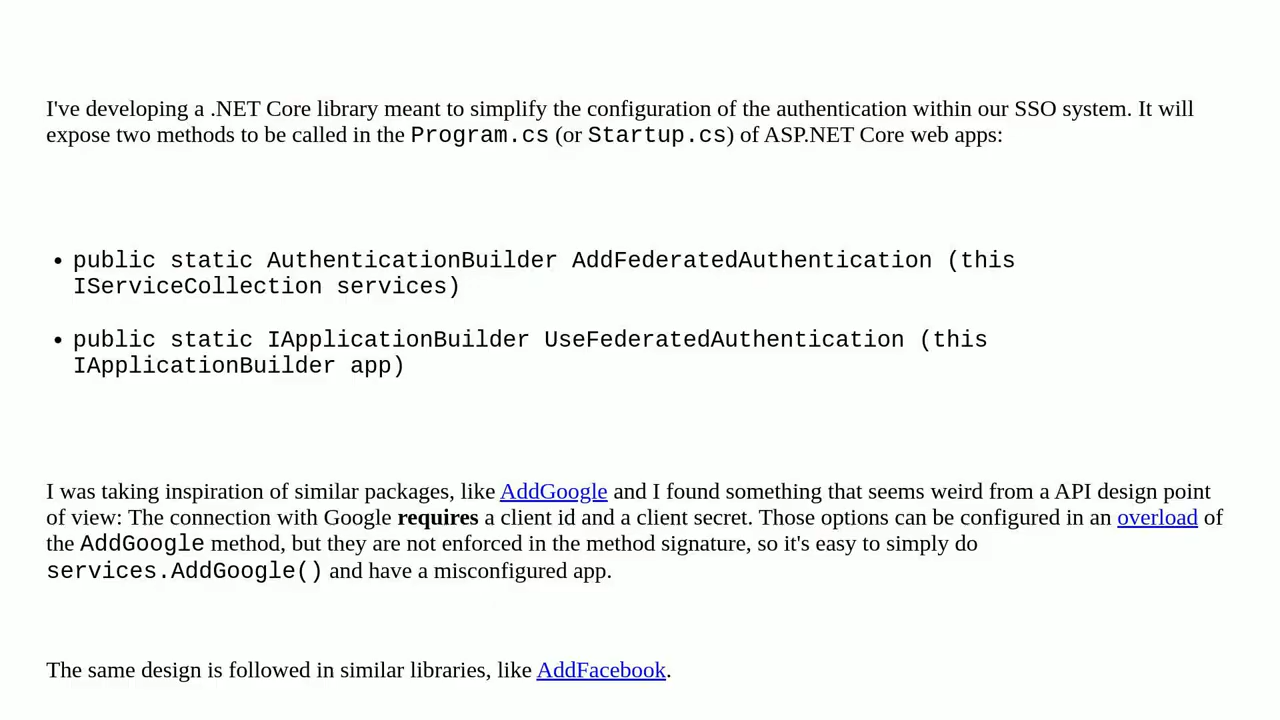 I've developing a .NET Core library meant to simplify the configuration of the authentication within our SSO system. It will
expose two methods to be called in the Program.cs (or Startup.cs) of ASP.NET Core web apps:
• public static AuthenticationBuilder AddFederatedAuthentication (this
IServiceCollection services)
• public static IApplicationBuilder UseFederatedAuthentication (this
IApplicationBuilder app)
I was taking inspiration of similar packages, like AddGoogle and I found something that seems weird from a API design point
of view: The connection with Google requires a client id and a client secret. Those options can be configured in an overload of
the AddGoogle method, but they are not enforced in the method signature, so it's easy to simply do
services.AddGoogle() and have a misconfigured app.
The same design is followed in similar libraries, like AddFacebook.